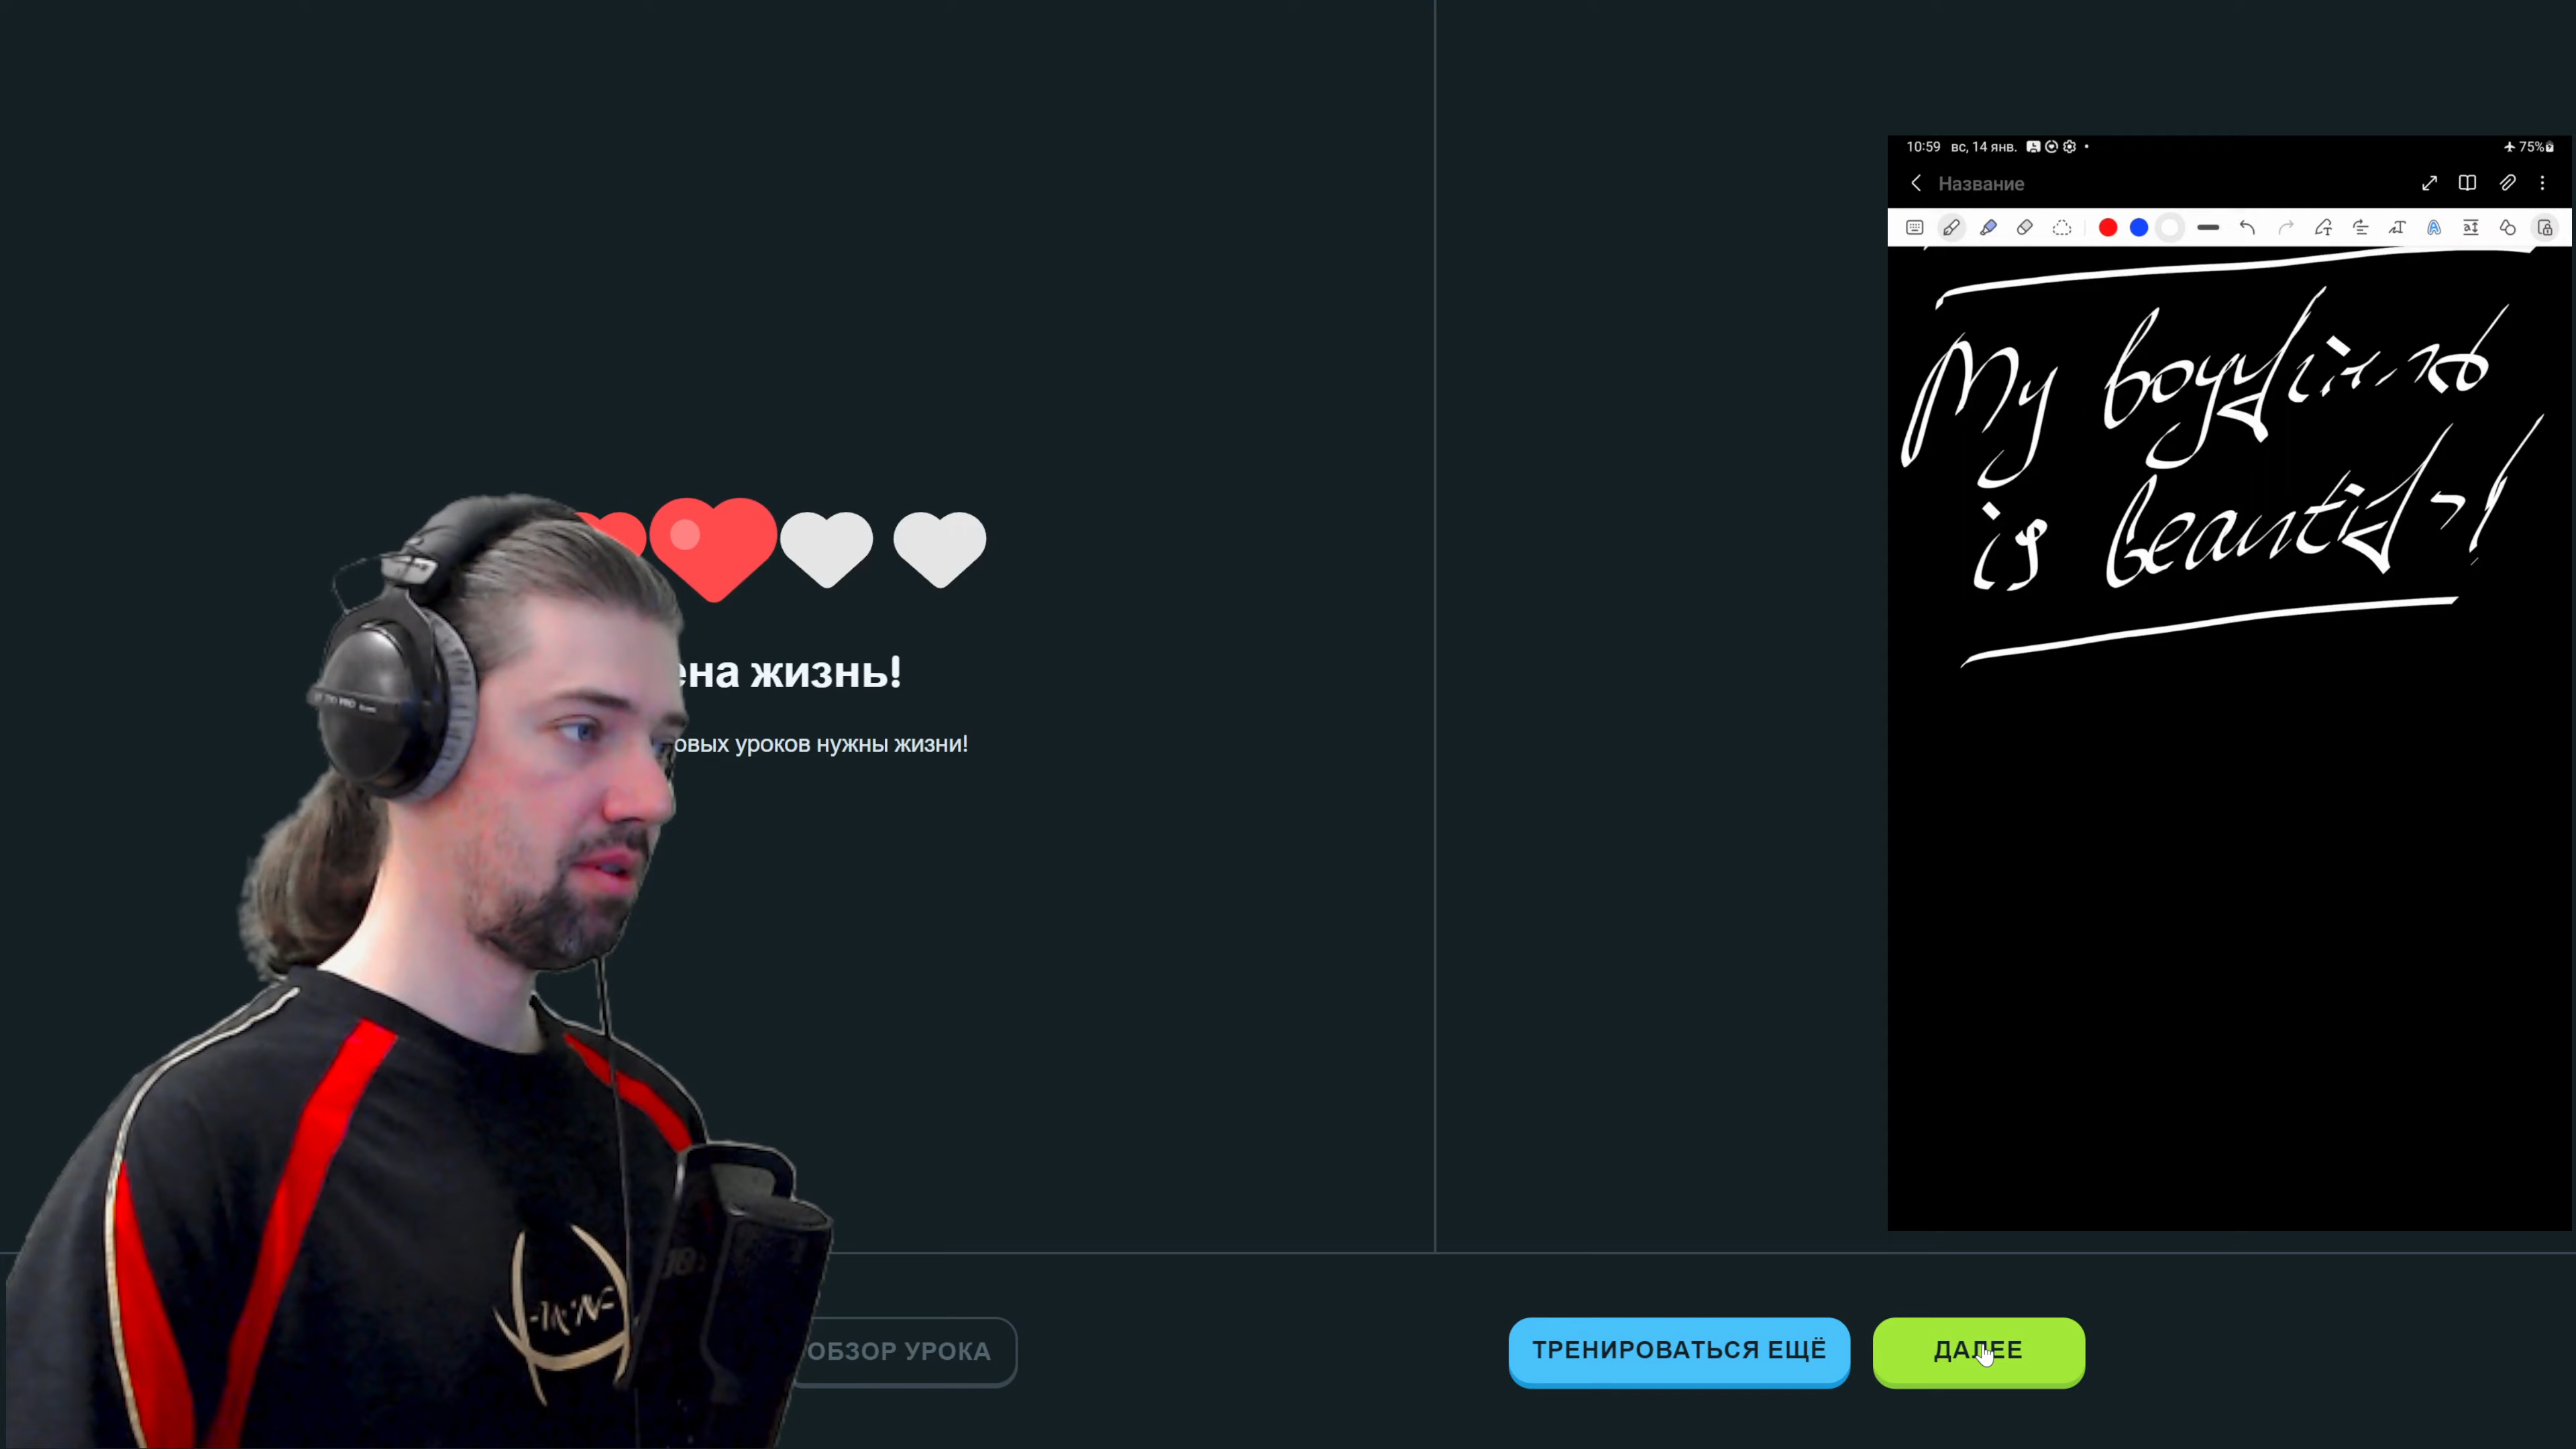 10:59 вс, 14 янв.
75%
Название
My boyfriend
is beautiful
ена жизнь!
овых уроков нужны жизни!
ОБЗОР УРОКА
ТРЕНИРОВАТЬСЯ ЕЩЁ
ДАЛЕЕ